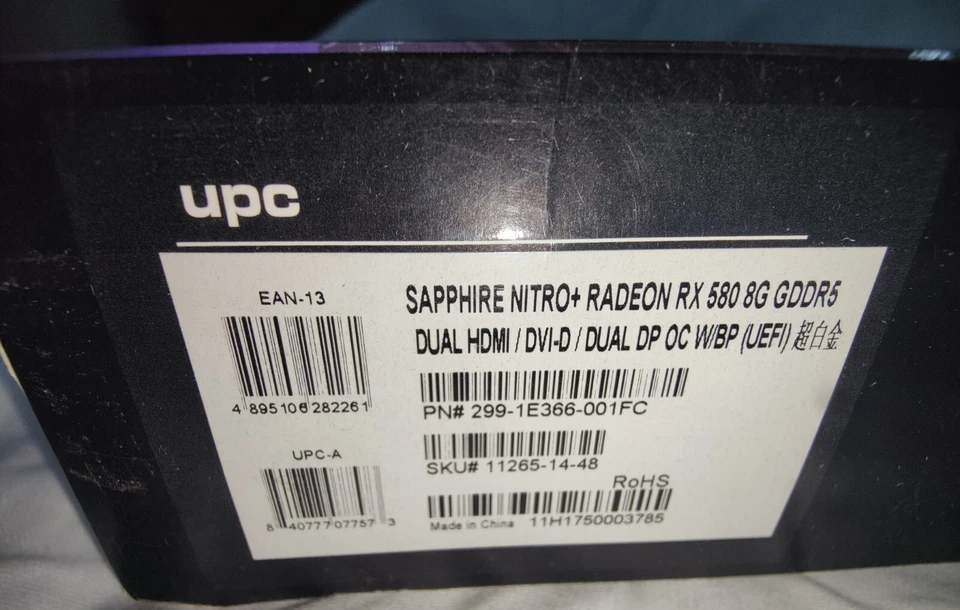 upc
EAN-13
4 895106 282261
UPC-A
8 40777 07757 3
SAPPHIRE NITRO+ RADEON RX 580 8G GDDR5
DUAL HDMI / DVI-D / DUAL DP OC W/BP (UEFI) 超白金
PN# 299-1E366-001FC
SKU# 11265-14-48
RoHS
Made in China 11H1750003785